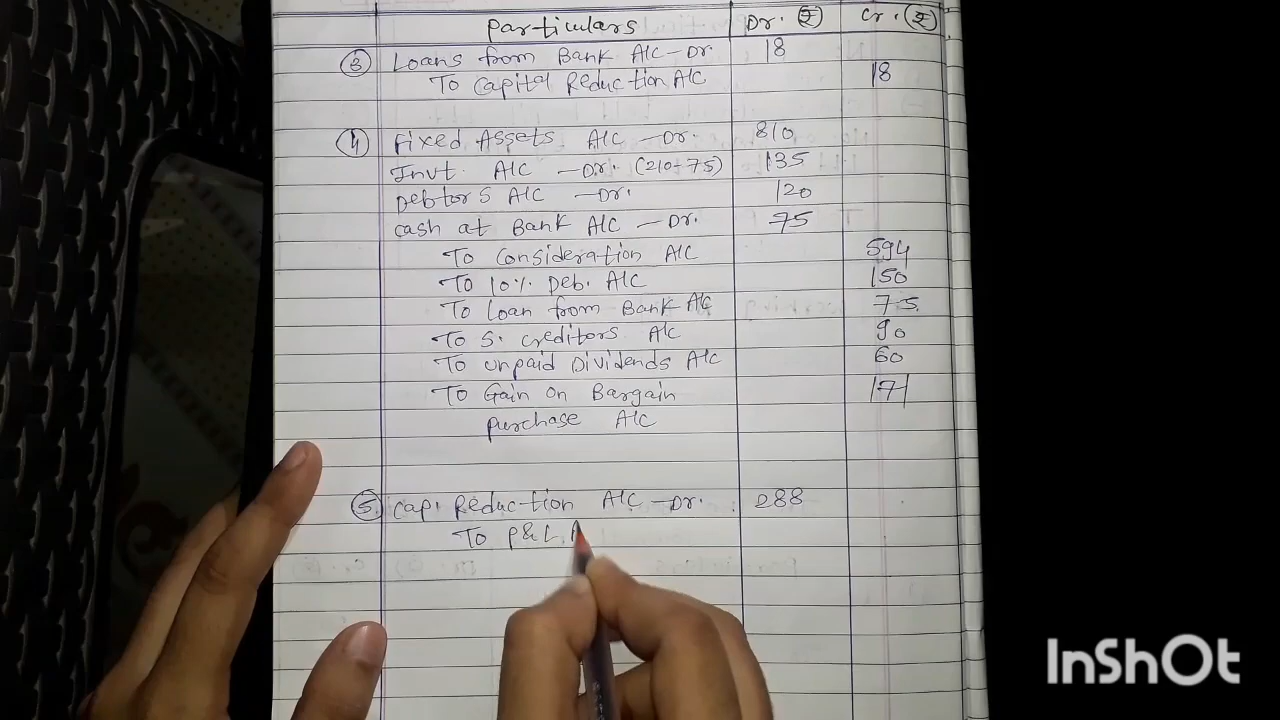 Particulars Dr. (₹) Cr. (₹)
(3) Loans from Bank A/C - Dr. 18
To Capital Reduction A/C 18
(4) Fixed Assets A/C - Dr. 810
Invt. A/C - Dr. (210-75) 135
Debtors A/C - Dr. 120
Cash at Bank A/C - Dr. 75
To Consideration A/C 594
To 10% Deb. A/C 150
To Loan from Bank A/C 75
To S. Creditors A/C 90
To Unpaid Dividends A/C 60
To Gain on Bargain 171
Purchase A/C
(5) Cap. Reduction A/C - Dr. 288
To P&L A
InShOt